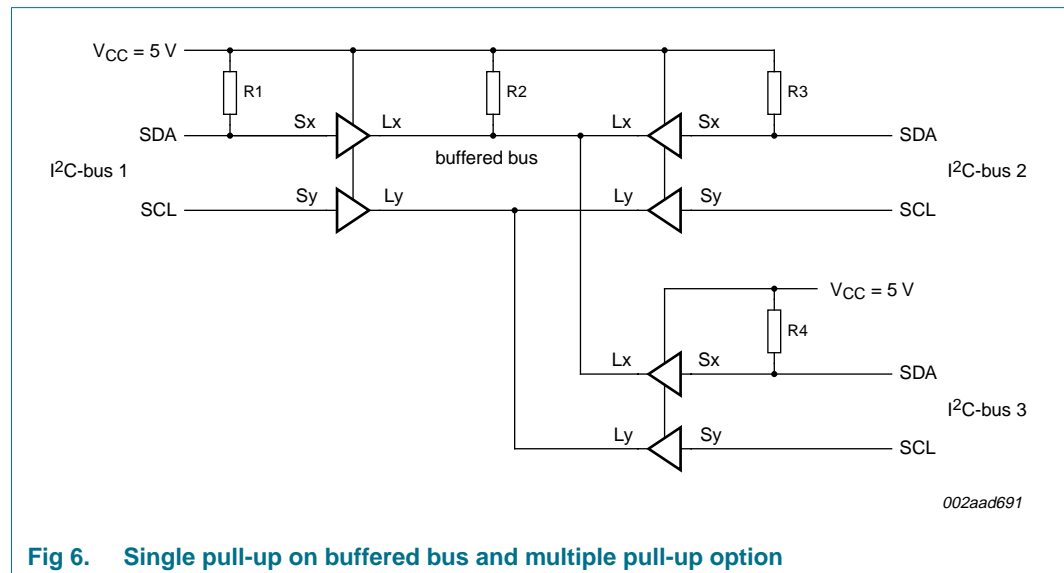 VCC = 5 V
R1
R2
R3
SDA
Sx
Lx
Lx
Sx
SDA
buffered bus
I2C-bus 1
I2C-bus 2
SCL
Sy
Ly
Ly
Sy
SCL
VCC = 5 V
R4
Lx
Sx
SDA
I2C-bus 3
Ly
Sy
SCL
002aad691
Fig 6. Single pull-up on buffered bus and multiple pull-up option